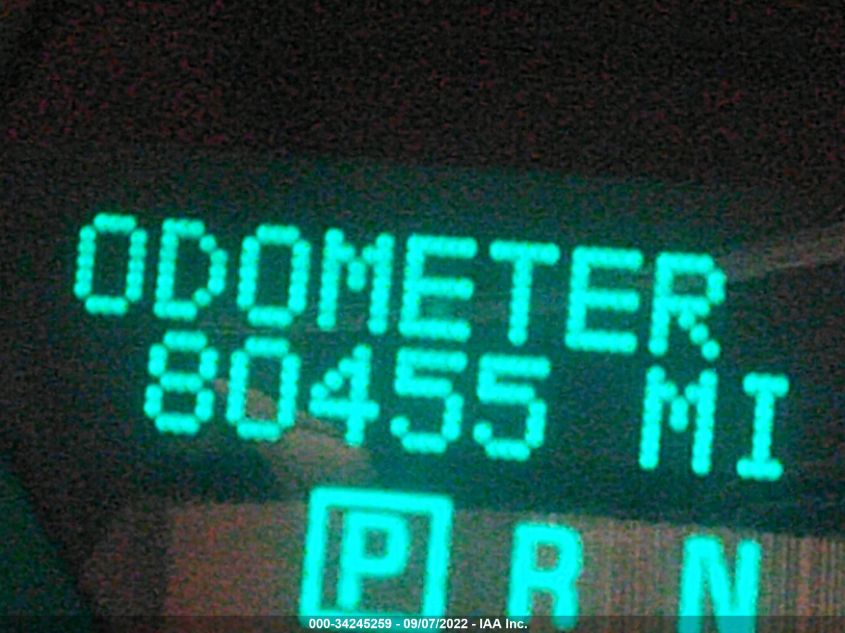 ODOMETER
80455 MI
P R N
000-34245259 - 09/07/2022 - IAA Inc.